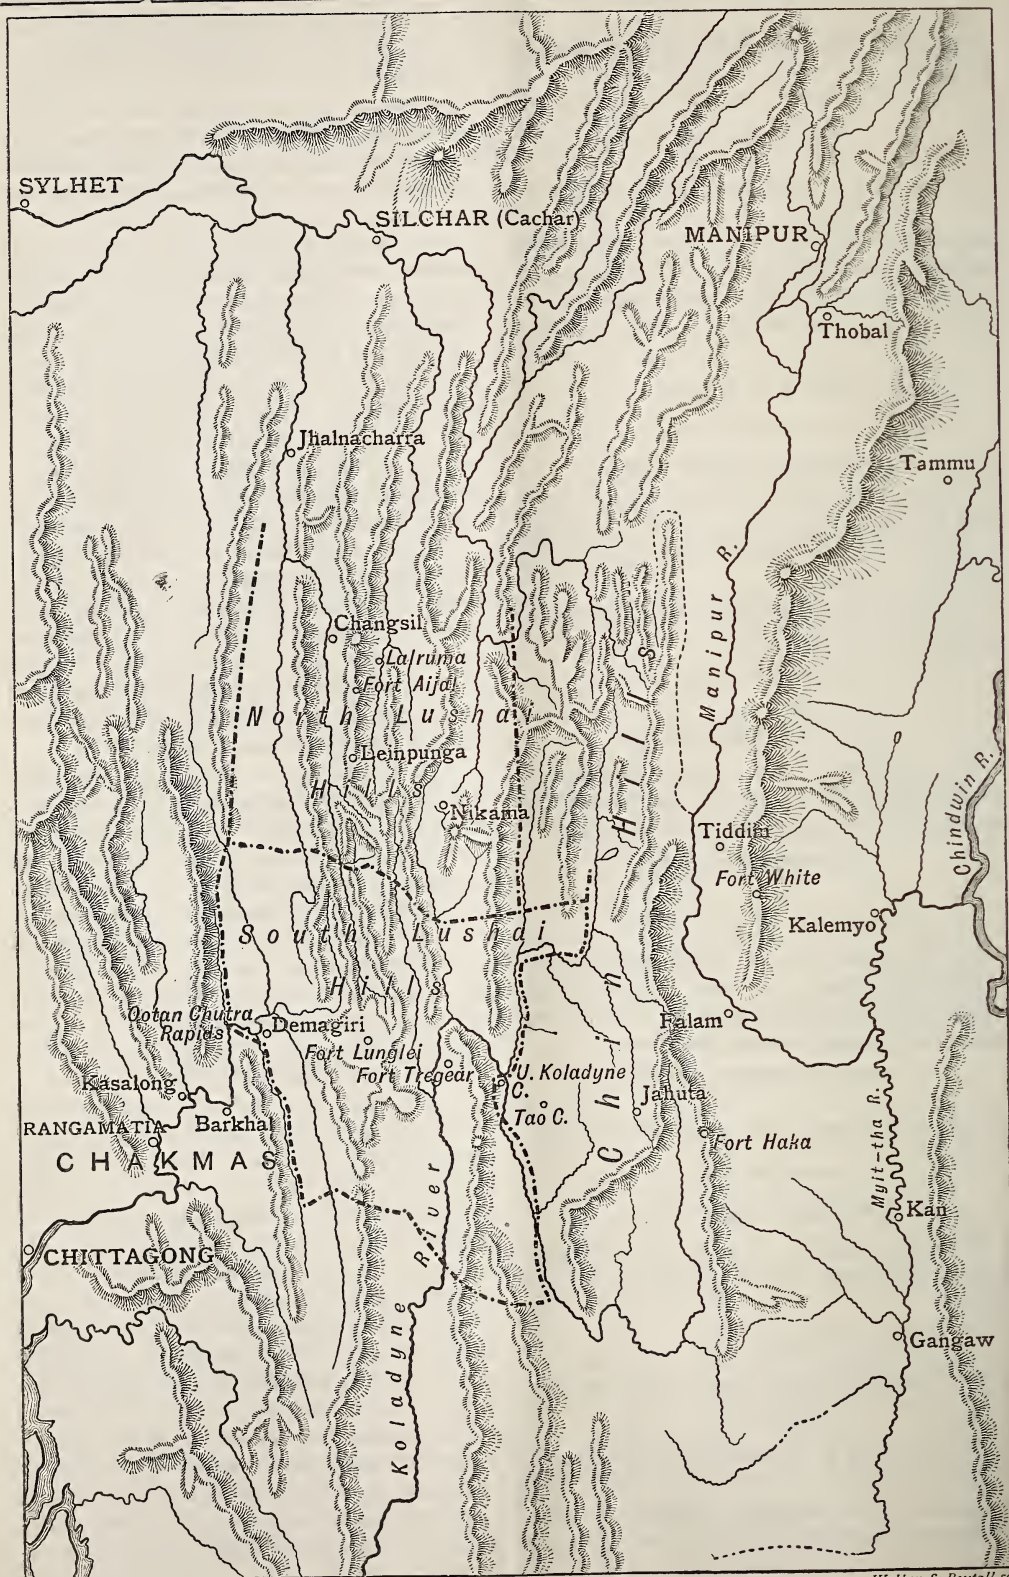 SYLHET
SILCHAR (Cachar)
MANIPUR
Thobal
Jhalnacharra
Tammu
Manipur R.
Changsil
Lalruma
Fort Aijal
North Lushai
Leinpunga
Hills
Nikama
Chindwin R.
Tiddim
Fort White
Kalemyo
South Lushai
Hills
Chin Hills
Ootan Chutra
Rapids
Demagiri
Falam
Fort Lunglei
Fort Tregear
U. Koladyne
C.
Kasalong
Tao C.
Jahuta
Barkhal
RANGAMATIA
Fort Haka
CHAKMAS
Myit-tha R.
Kan
CHITTAGONG
Koladyne River
Gangaw